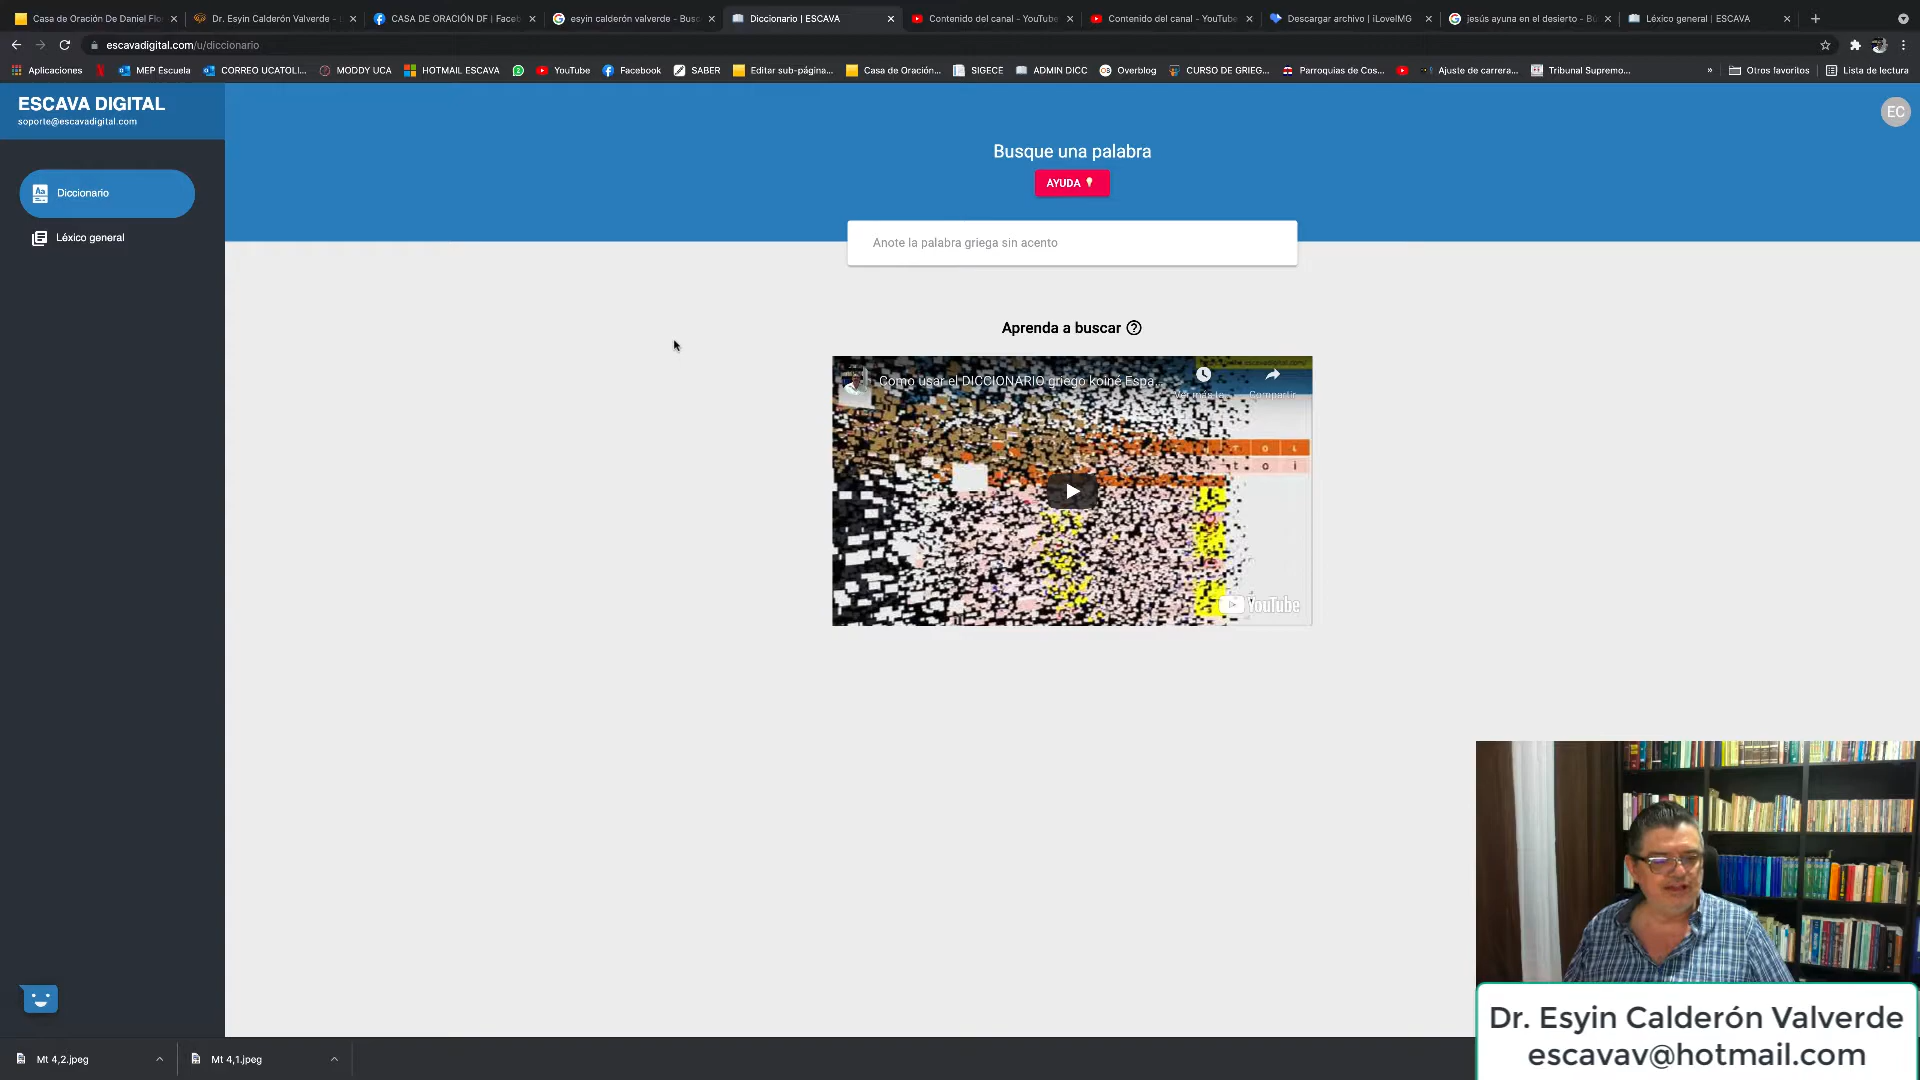 Casa de Oración De Daniel Flo
Dr. Esyin Calderón Valverde -
CASA DE ORACIÓN DF | Faceb
esyin calderón valverde - Busc
Diccionario | ESCAVA
Contenido del canal - YouTube
Contenido del canal - YouTube
Descargar archivo | iLoveIMG
jesús ayuna en el desierto - Bú
Léxico general | ESCAVA
escavadigital.com/u/diccionario
Aplicaciones
MEP Escuela
CORREO UCATOLI...
MODDY UCA
HOTMAIL ESCAVA
YouTube
Facebook
SABER
Editar sub-página...
Casa de Oración...
SIGECE
ADMIN DICC
Overblog
CURSO DE GRIEG...
Parroquias de Cos...
Ajuste de carrera...
Tribunal Supremo...
»
Otros favoritos
Lista de lectura
ESCAVA DIGITAL
soporte@escavadigital.com
EC
Busque una palabra
AYUDA
Anote la palabra griega sin acento
Diccionario
Léxico general
Aprenda a buscar
Como usar el DICCIONARIO griego koiné Espa...
Ver más ta...
Compartir
T O I
t o i
YouTube
Mt 4,2.jpeg
Mt 4,1.jpeg
Dr. Esyin Calderón Valverde
escavav@hotmail.com